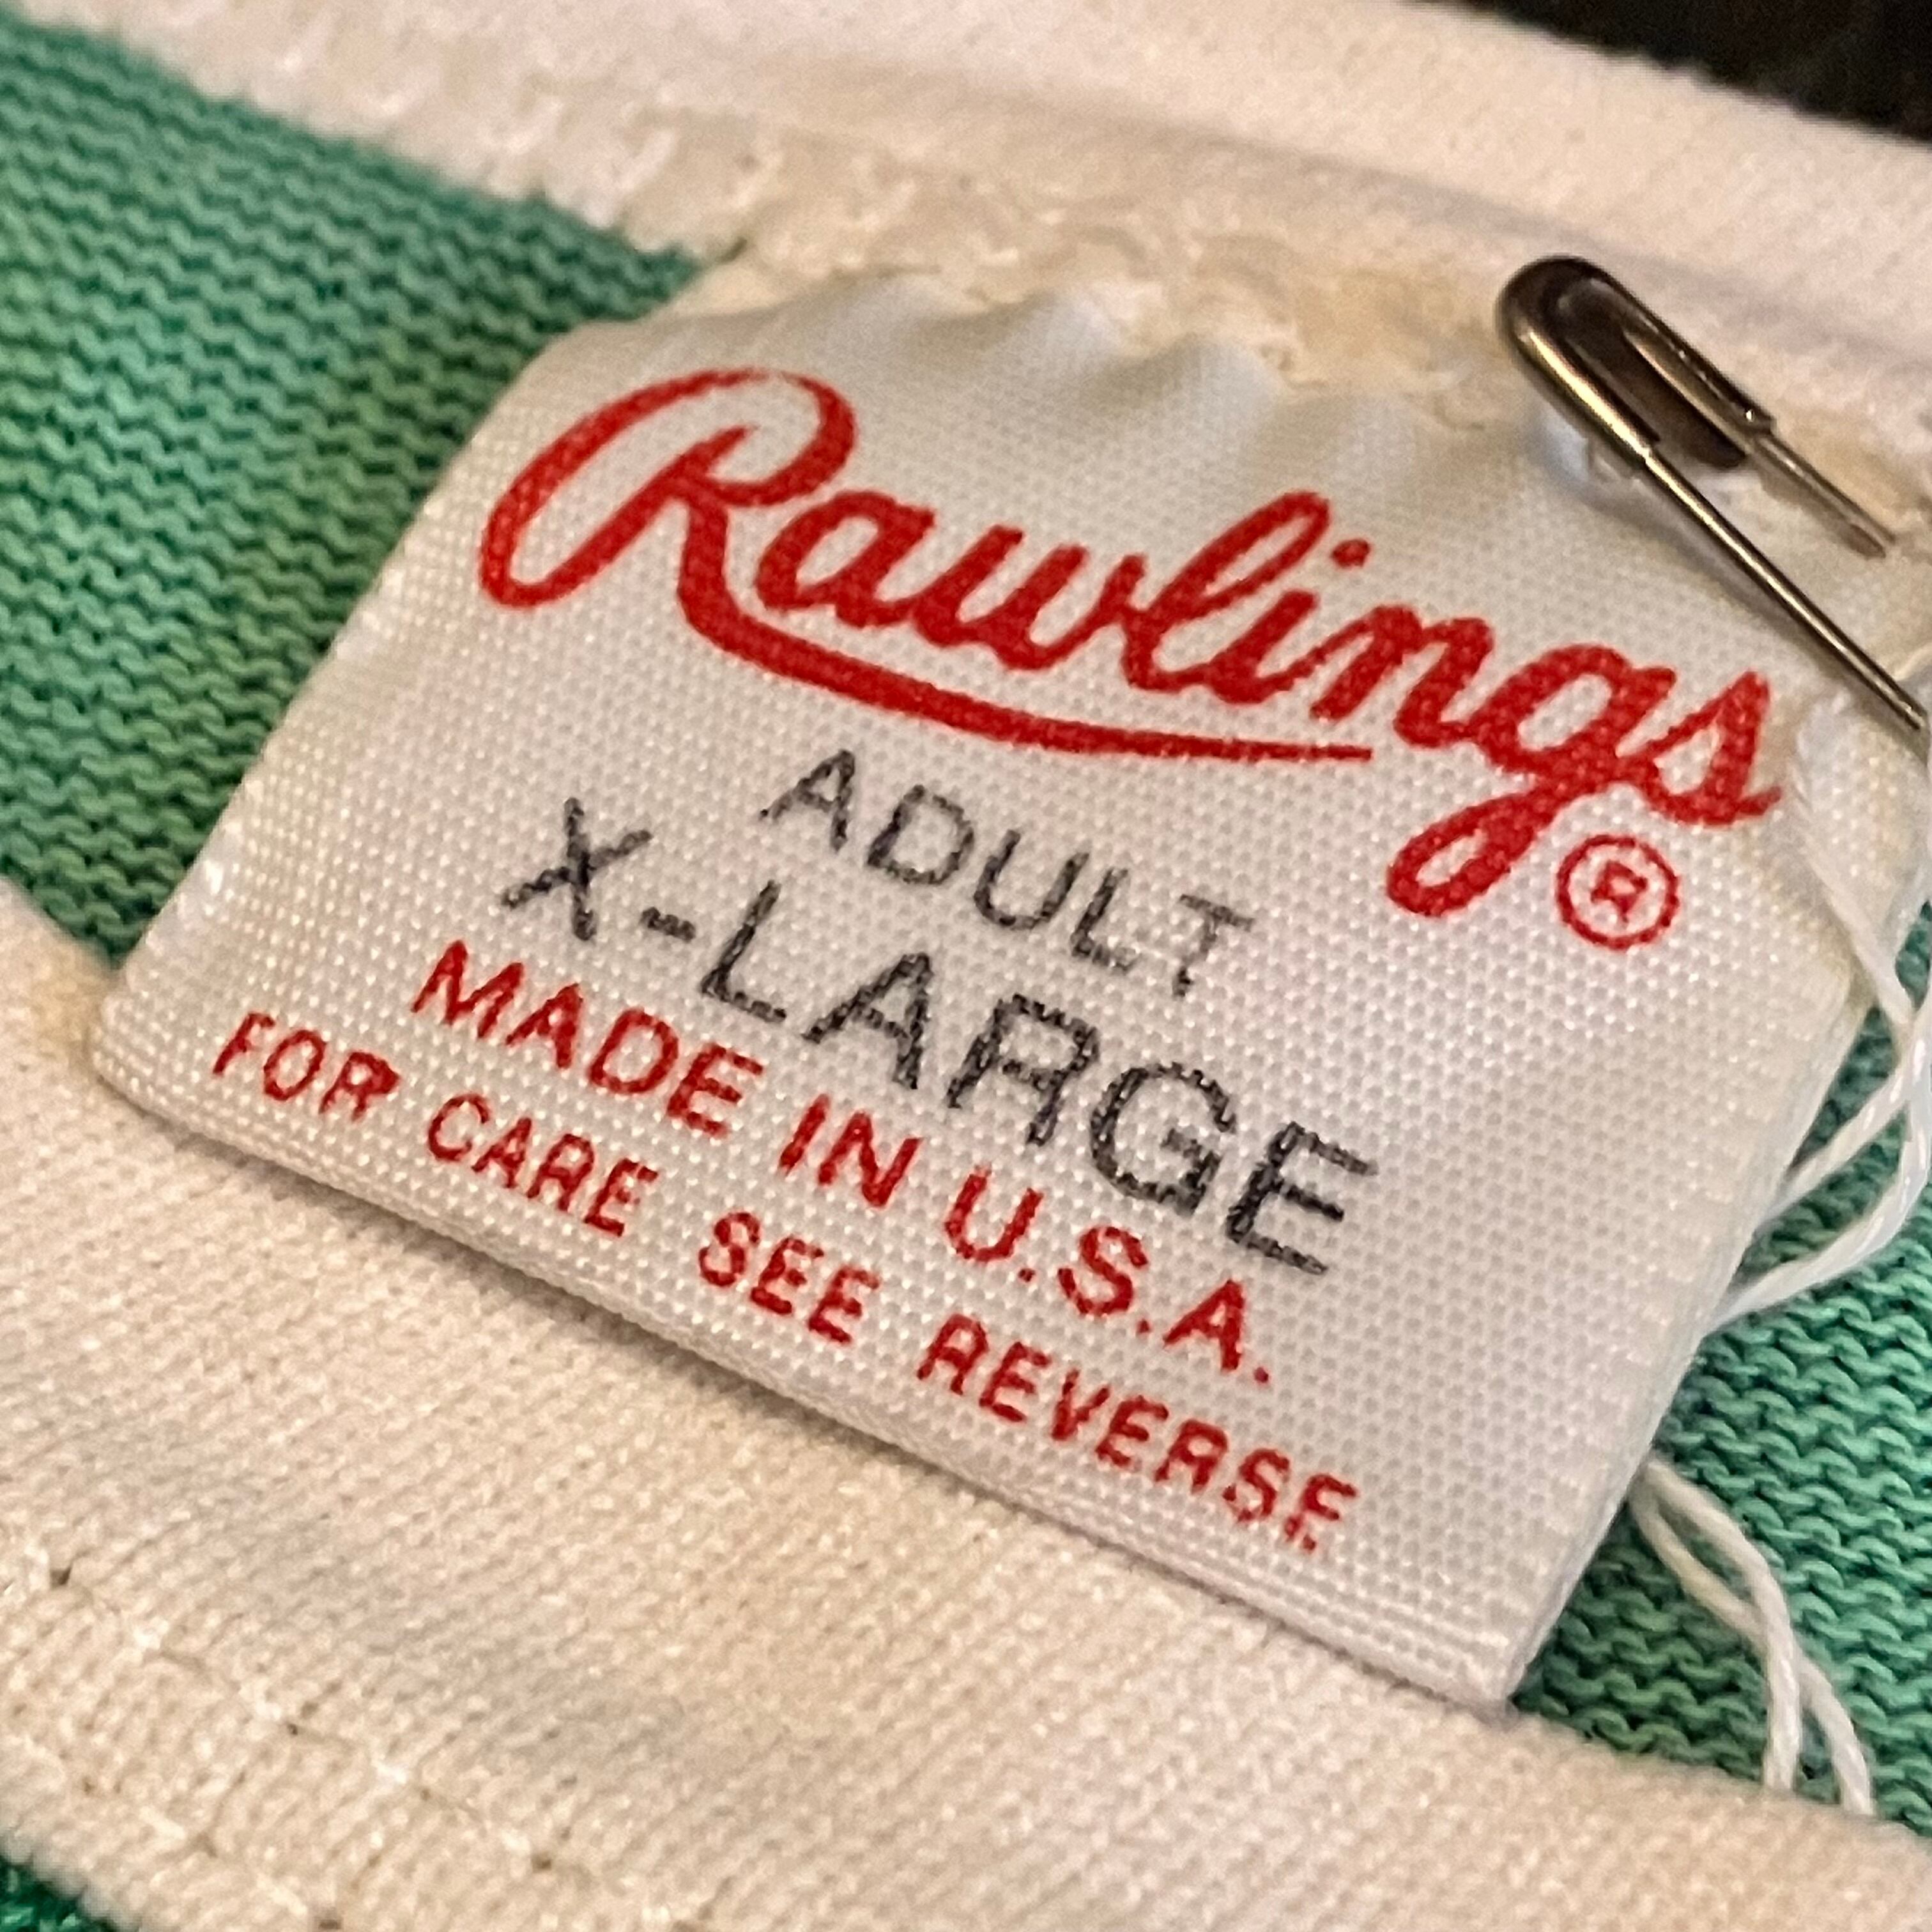 Rawlings®
ADULT
X-LARGE
MADE IN U.S.A.
FOR CARE SEE REVERSE